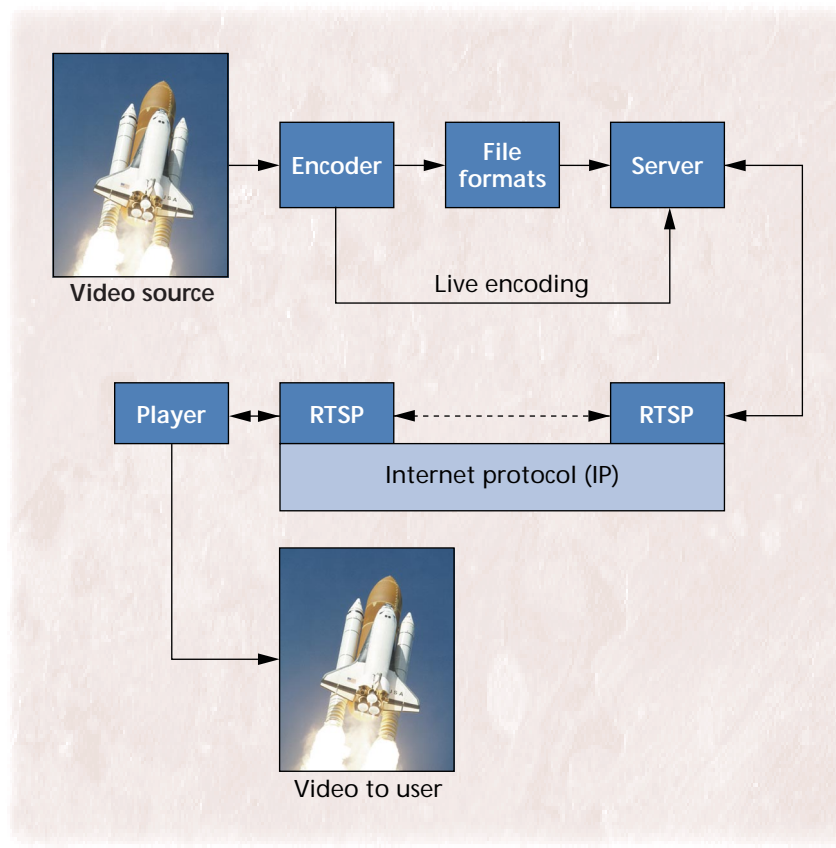 Encoder
File
formats
Server
Video source
Live encoding
Player
RTSP
RTSP
Internet protocol (IP)
Video to user